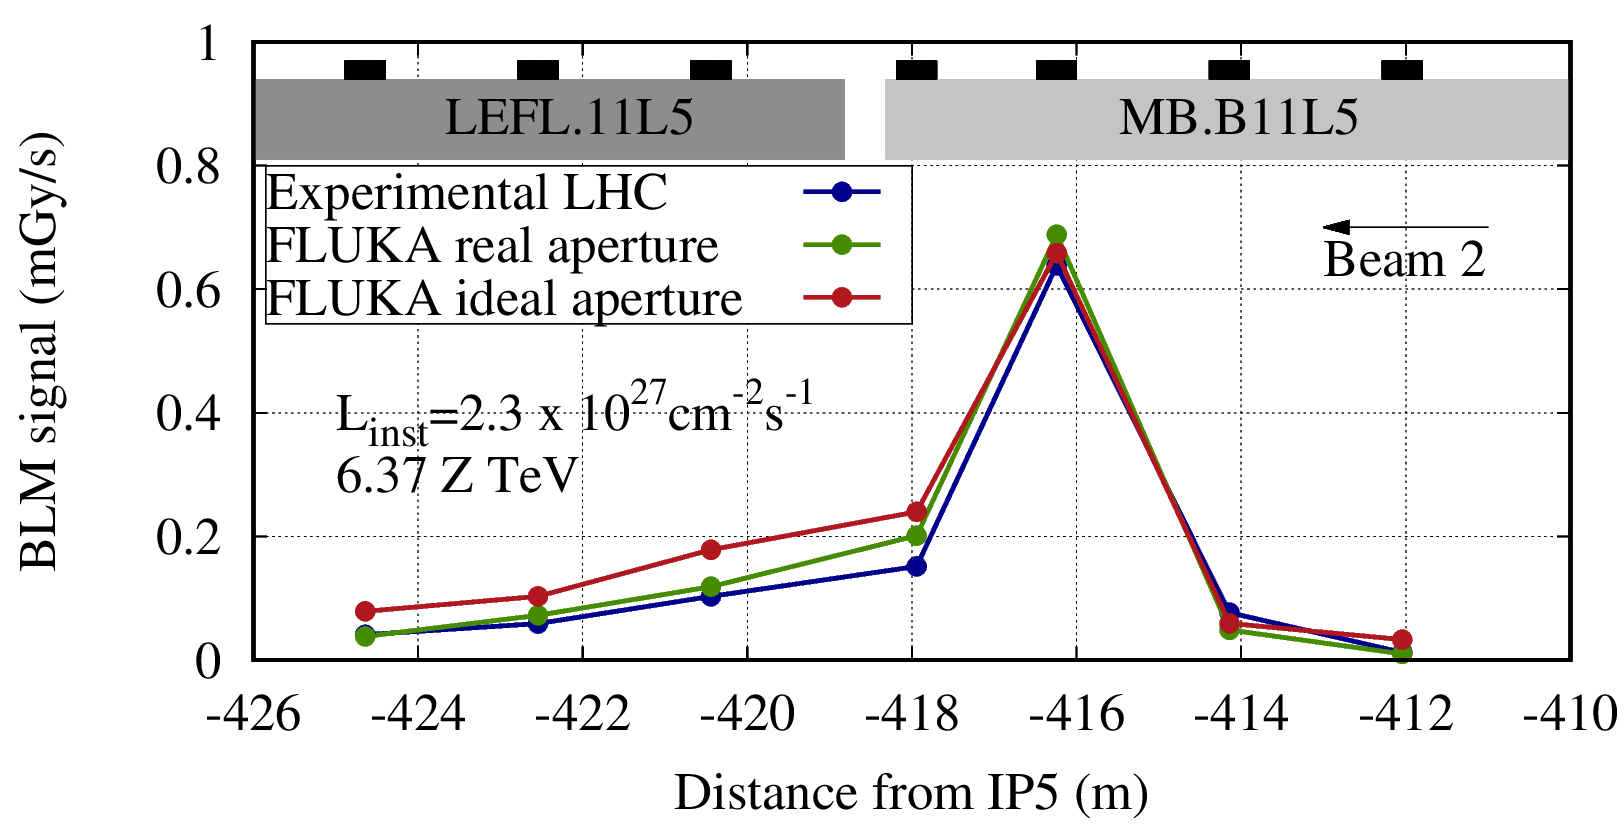 1
0.8
0.6
0.4
0.2
0
BLM signal (mGy/s)
LEFL.11L5
MB.B11L5
Experimental LHC
FLUKA real aperture
FLUKA ideal aperture
Beam 2
L_inst=2.3 x 10^27cm^-2s^-1
6.37 Z TeV
-426 -424 -422 -420 -418 -416 -414 -412 -410
Distance from IP5 (m)